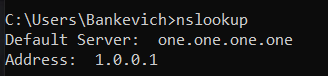 C:\Users\Bankevich>nslookup
Default Server:  one.one.one.one
Address:  1.0.0.1